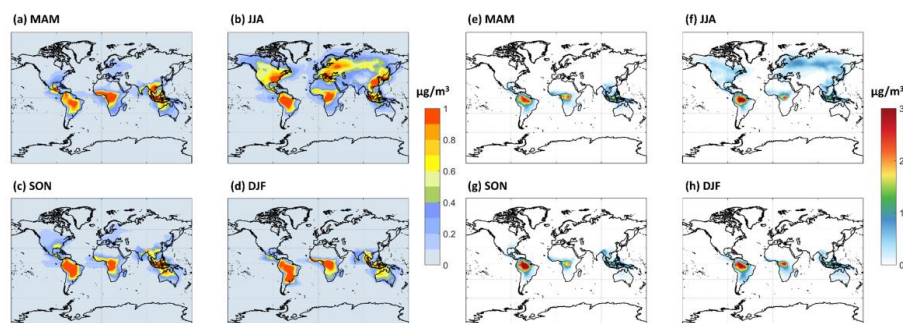 (a) MAM
(b) JJA
(e) MAM
(f) JJA
μg/m³
1
0.8
0.6
0.4
0.2
0
μg/m³
3
2
1
0
(c) SON
(d) DJF
(g) SON
(h) DJF